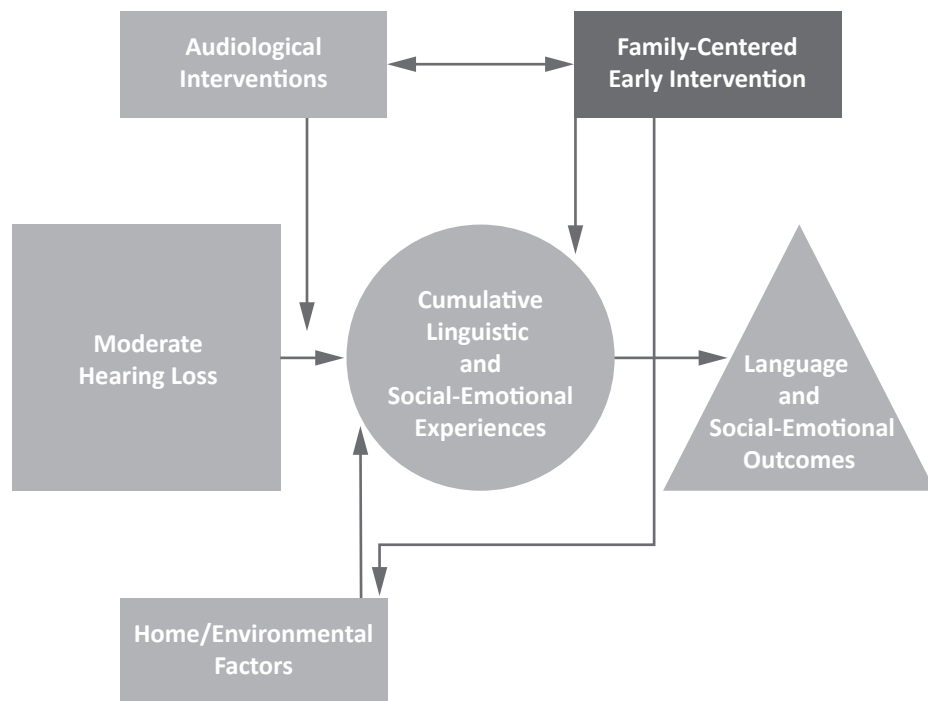 Audiological
Interventions
Family-Centered
Early Intervention
Moderate
Hearing Loss
Cumulative
Linguistic
and
Social-Emotional
Experiences
Language
and
Social-Emotional
Outcomes
Home/Environmental
Factors